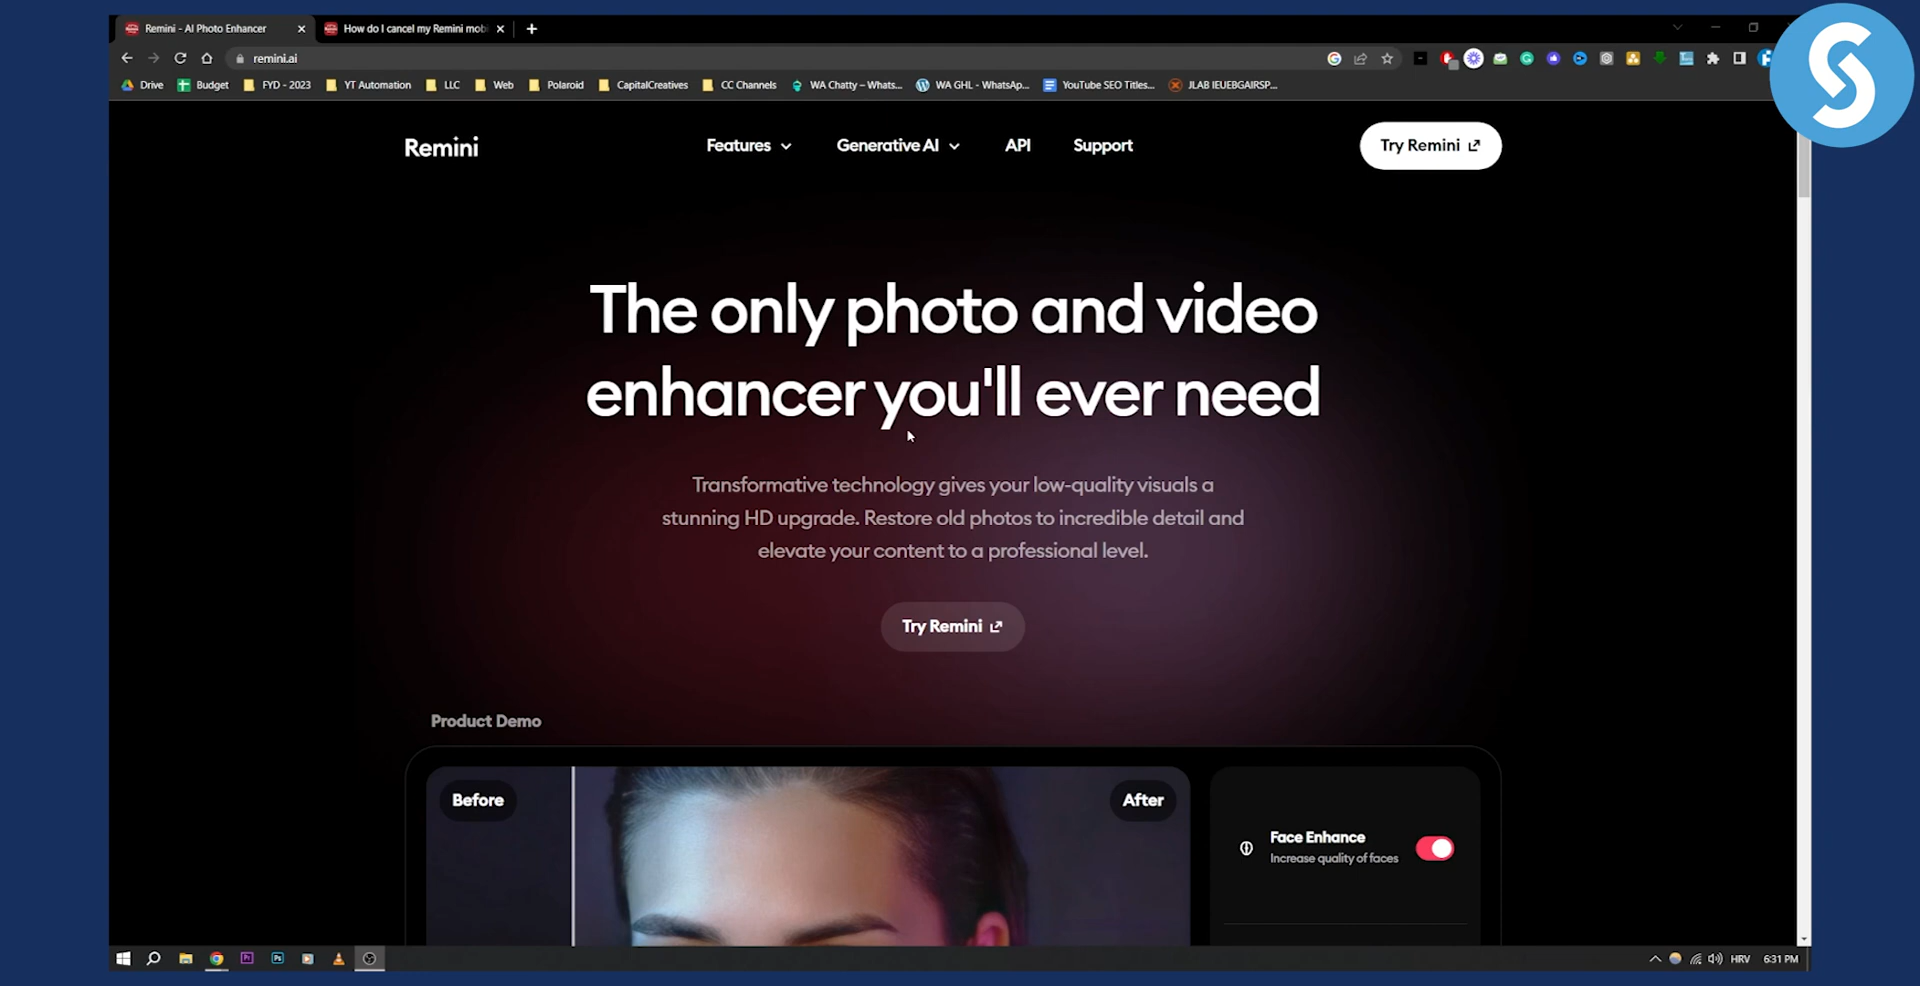 Remini - AI Photo Enhancer
How do I cancel my Remini mob
remini.ai
Drive
Budget
FYD - 2023
YT Automation
LLC
Web
Polaroid
CapitalCreatives
CC Channels
WA Chatty – Whats...
WA GHL - WhatsAp...
YouTube SEO Titles...
JLAB IEUEBGAIRSP...
Remini
Features
Generative AI
API
Support
Try Remini
The only photo and video
enhancer you'll ever need
Transformative technology gives your low-quality visuals a
stunning HD upgrade. Restore old photos to incredible detail and
elevate your content to a professional level.
Try Remini
Product Demo
Before
After
Face Enhance
Increase quality of faces
HRV
6:31 PM